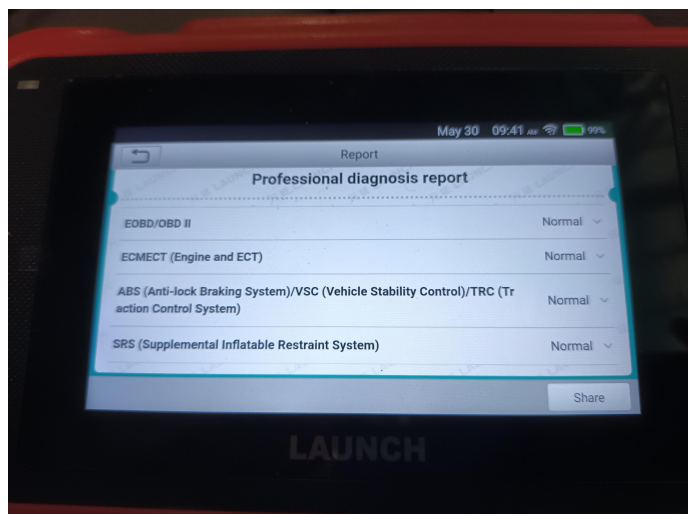 May 30 09:41 AM 99%
Report
Professional diagnosis report
EOBD/OBD II Normal
ECMECT (Engine and ECT) Normal
ABS (Anti-lock Braking System)/VSC (Vehicle Stability Control)/TRC (Tr
action Control System) Normal
SRS (Supplemental Inflatable Restraint System) Normal
Share
LAUNCH